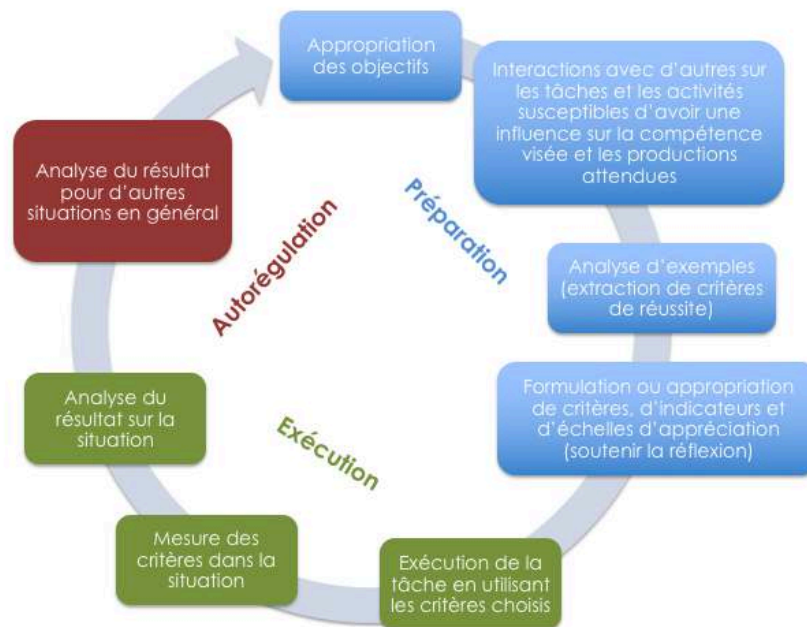 Appropriation
des objectifs
Interactions avec d'autres sur
les tâches et les activités
susceptibles d'avoir une
influence sur la compétence
visée et les productions
attendues
Analyse d'exemples
(extraction de critères
de réussite)
Formulation ou appropriation
de critères, d'indicateurs et
d'échelles d'appréciation
(soutenir la réflexion)
Exécution de la
tâche en utilisant
les critères choisis
Mesure des
critères dans la
situation
Analyse du
résultat sur la
situation
Analyse du résultat
pour d'autres
situations en général
Préparation
Exécution
Autorégulation